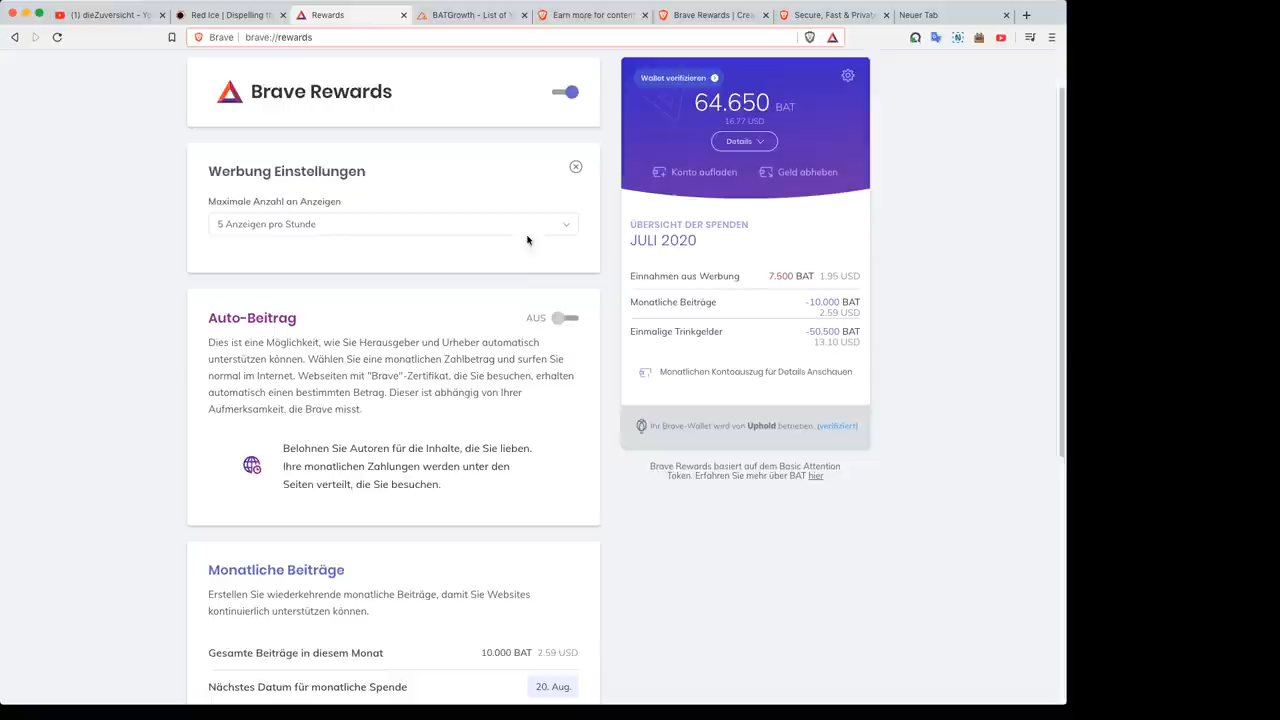 (1) dieZuversicht - Y
Red Ice | Dispelling th
Rewards
BATGrowth - List of Y
Earn more for conten
Brave Rewards | Crea
Secure, Fast & Private
Neuer Tab
Brave brave://rewards
Brave Rewards
Werbung Einstellungen
Maximale Anzahl an Anzeigen
5 Anzeigen pro Stunde
Auto-Beitrag
AUS
Dies ist eine Möglichkeit, wie Sie Herausgeber und Urheber automatisch
unterstützen können. Wählen Sie eine monatlichen Zahlbetrag und surfen Sie
normal im Internet. Webseiten mit "Brave"-Zertifikat, die Sie besuchen, erhalten
automatisch einen bestimmten Betrag. Dieser ist abhängig von Ihrer
Aufmerksamkeit, die Brave misst.
Belohnen Sie Autoren für die Inhalte, die Sie lieben.
Ihre monatlichen Zahlungen werden unter den
Seiten verteilt, die Sie besuchen.
Monatliche Beiträge
Erstellen Sie wiederkehrende monatliche Beiträge, damit Sie Websites
kontinuierlich unterstützen können.
Gesamte Beiträge in diesem Monat 10.000 BAT 2.59 USD
Nächstes Datum für monatliche Spende 20. Aug.
Wallet verifizieren
64.650 BAT
16.77 USD
Details
Konto aufladen Geld abheben
ÜBERSICHT DER SPENDEN
JULI 2020
Einnahmen aus Werbung 7.500 BAT 1.95 USD
Monatliche Beiträge -10.000 BAT
2.59 USD
Einmalige Trinkgelder -50.500 BAT
13.10 USD
Monatlichen Kontoauszug für Details Anschauen
Ihr Brave-Wallet wird von Uphold betrieben. (verifiziert)
Brave Rewards basiert auf dem Basic Attention
Token. Erfahren Sie mehr über BAT hier